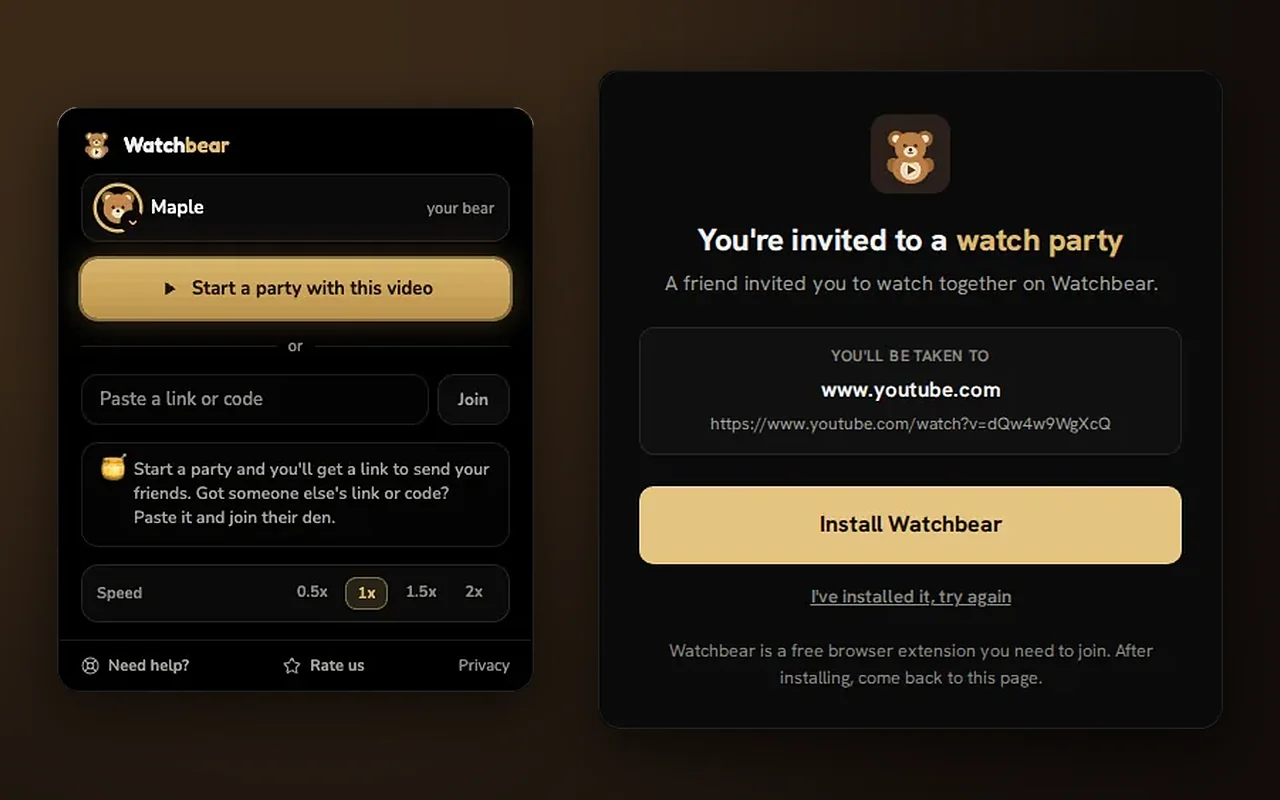 Watchbear
Maple
your bear
Start a party with this video
or
Paste a link or code
Join
Start a party and you'll get a link to send your
friends. Got someone else's link or code?
Paste it and join their den.
Speed
0.5x
1x
1.5x
2x
Need help?
Rate us
Privacy
You're invited to a watch party
A friend invited you to watch together on Watchbear.
YOU'LL BE TAKEN TO
www.youtube.com
https://www.youtube.com/watch?v=dQw4w9WgXcQ
Install Watchbear
I've installed it, try again
Watchbear is a free browser extension you need to join. After
installing, come back to this page.